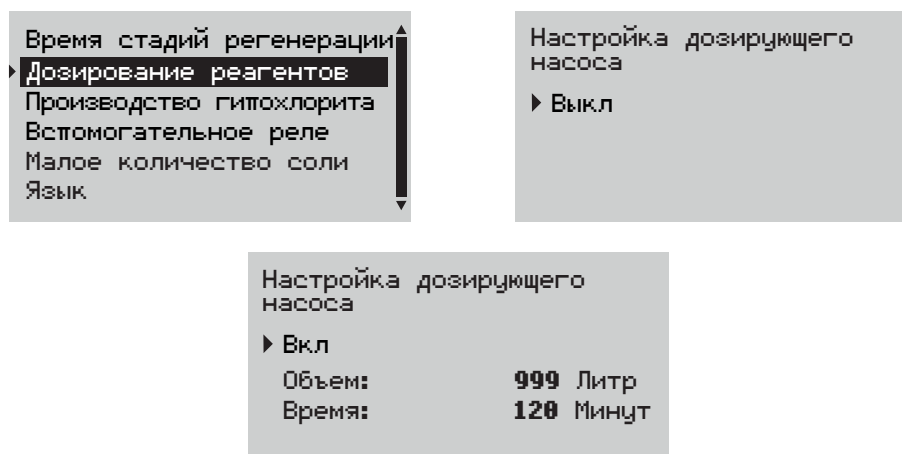 Время стадий регенерации
Дозирование реагентов
Производство гипохлорита
Вспомогательное реле
Малое количество соли
Язык
Настройка дозирующего
насоса
Выкл
Настройка дозирующего
насоса
Вкл
Объем: 999 Литр
Время: 120 Минут